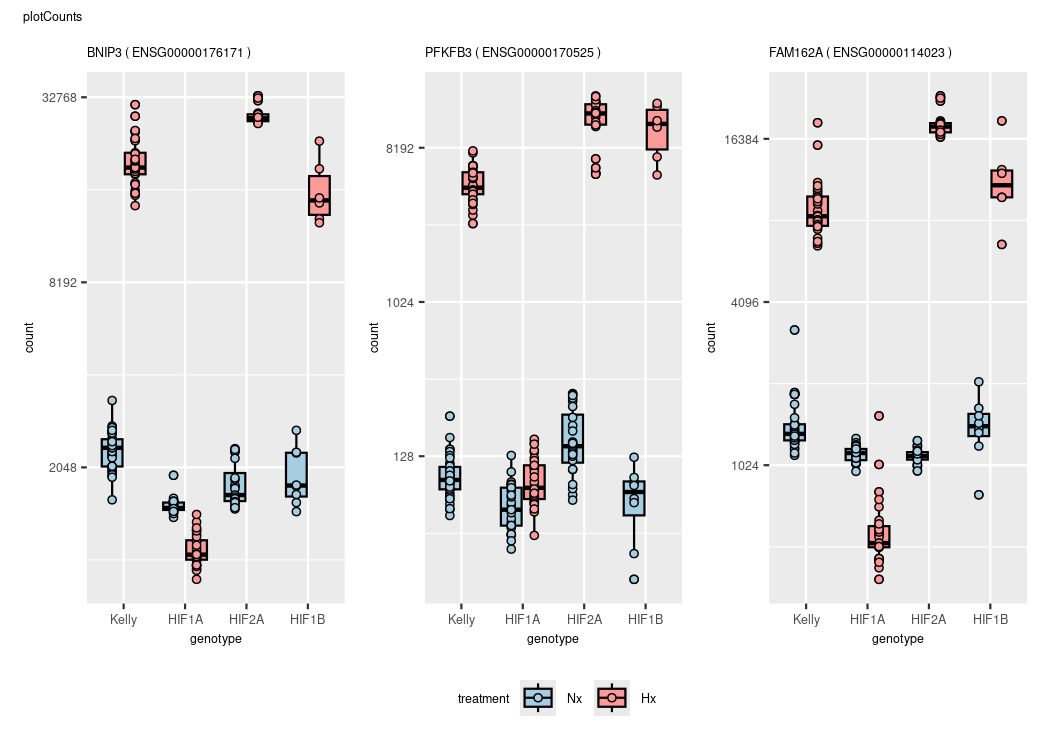 plotCounts
BNIP3 ( ENSG00000176171 )
PFKFB3 ( ENSG00000170525 )
FAM162A ( ENSG00000114023 )
32768
8192
2048
count
Kelly HIF1A HIF2A HIF1B
genotype
8192
1024
128
count
Kelly HIF1A HIF2A HIF1B
genotype
16384
4096
1024
count
Kelly HIF1A HIF2A HIF1B
genotype
treatment Nx Hx